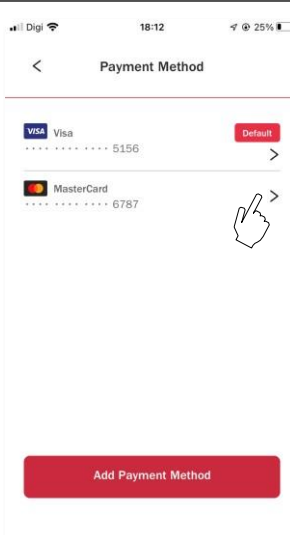 Digi 18:12 25%
Payment Method
VISA Visa Default
.... .... .... 5156
MasterCard
.... .... .... 6787
Add Payment Method